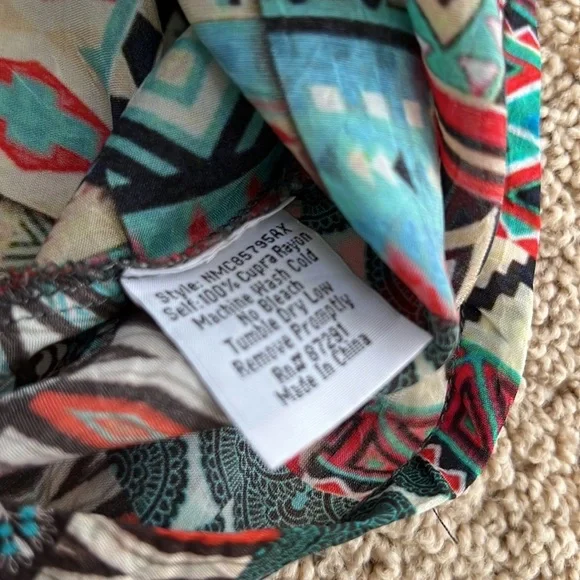 Style: NMC85795RX
Self:100% Cupra Rayon
Machine Wash Cold
No Bleach
Tumble Dry Low
Remove Promptly
Rn# 87291
Made In China